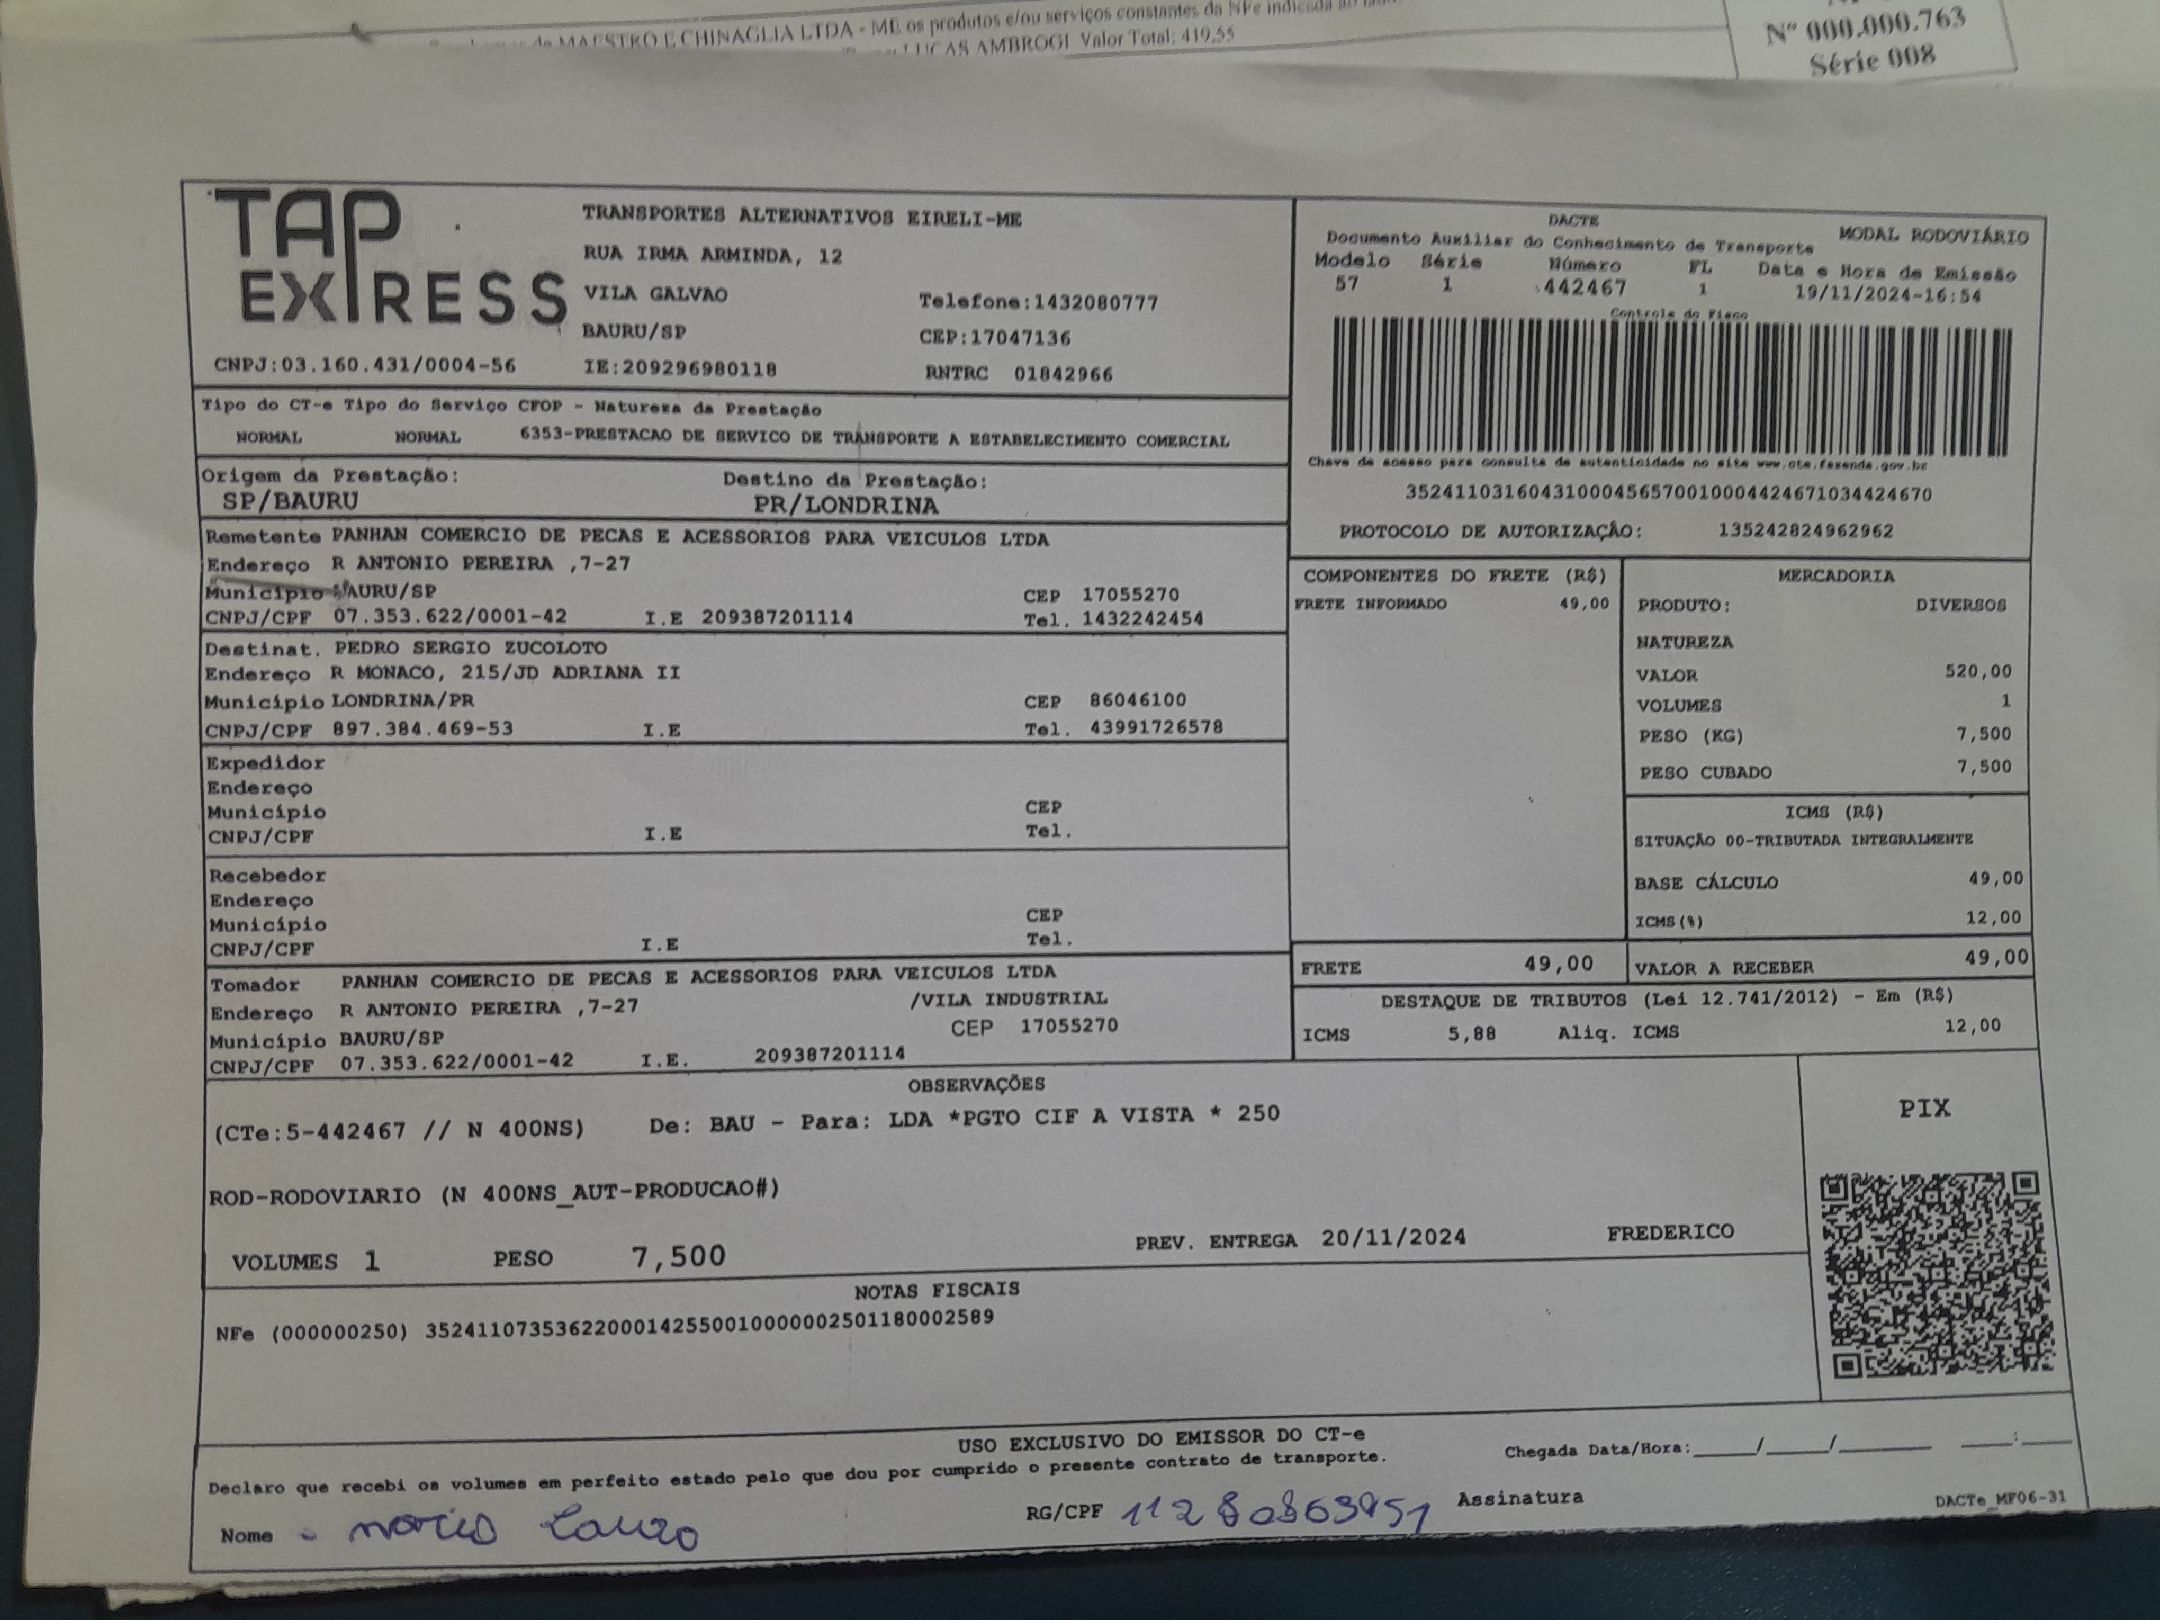 MAESTRO E CHINAGLIA LTDA - ME os produtos e/ou serviços constantes da NFe indicada
LUCAS AMBROGI Valor Total: 419,55
Nº 000.000.763
Série 008
TAP EXPRESS
TRANSPORTES ALTERNATIVOS EIRELI-ME
RUA IRMA ARMINDA, 12
VILA GALVAO Telefone:1432080777
BAURU/SP CEP:17047136
CNPJ:03.160.431/0004-56 IE:209296980118 RNTRC 01842966
DACTE
Documento Auxiliar do Conhecimento de Transporte MODAL RODOVIÁRIO
Modelo Série Número FL Data e Hora de Emissão
57 1 442467 1 19/11/2024-16:54
Controle do Fisco
Chave de acesso para consulta de autenticidade no site www.cte.fazenda.gov.br
35241103160431000456570010004424671034424670
PROTOCOLO DE AUTORIZAÇÃO: 135242824962962
Tipo do CT-e Tipo do Serviço CFOP - Natureza da Prestação
NORMAL NORMAL 6353-PRESTACAO DE SERVICO DE TRANSPORTE A ESTABELECIMENTO COMERCIAL
Origem da Prestação: Destino da Prestação:
SP/BAURU PR/LONDRINA
Remetente PANHAN COMERCIO DE PECAS E ACESSORIOS PARA VEICULOS LTDA
Endereço R ANTONIO PEREIRA ,7-27
Município BAURU/SP CEP 17055270
CNPJ/CPF 07.353.622/0001-42 I.E 209387201114 Tel. 1432242454
Destinat. PEDRO SERGIO ZUCOLOTO
Endereço R MONACO, 215/JD ADRIANA II
Município LONDRINA/PR CEP 86046100
CNPJ/CPF 897.384.469-53 I.E Tel. 43991726578
Expedidor
Endereço
Município CEP
CNPJ/CPF I.E Tel.
Recebedor
Endereço
Município CEP
CNPJ/CPF I.E Tel.
Tomador PANHAN COMERCIO DE PECAS E ACESSORIOS PARA VEICULOS LTDA
Endereço R ANTONIO PEREIRA ,7-27 /VILA INDUSTRIAL
Município BAURU/SP CEP 17055270
CNPJ/CPF 07.353.622/0001-42 I.E. 209387201114
COMPONENTES DO FRETE (R$)
FRETE INFORMADO 49,00
MERCADORIA
PRODUTO: DIVERSOS
NATUREZA
VALOR 520,00
VOLUMES 1
PESO (KG) 7,500
PESO CUBADO 7,500
ICMS (R$)
SITUAÇÃO 00-TRIBUTADA INTEGRALMENTE
BASE CÁLCULO 49,00
ICMS(%) 12,00
FRETE 49,00 VALOR A RECEBER 49,00
DESTAQUE DE TRIBUTOS (Lei 12.741/2012) - Em (R$)
ICMS 5,88 Aliq. ICMS 12,00
OBSERVAÇÕES
(CTe:5-442467 // N 400NS) De: BAU - Para: LDA *PGTO CIF A VISTA * 250
ROD-RODOVIARIO (N 400NS_AUT-PRODUCAO#)
VOLUMES 1 PESO 7,500 PREV. ENTREGA 20/11/2024 FREDERICO
PIX
NOTAS FISCAIS
NFe (000000250) 35241107353622000142550010000002501180002589
USO EXCLUSIVO DO EMISSOR DO CT-e
Declaro que recebi os volumes em perfeito estado pelo que dou por cumprido o presente contrato de transporte. Chegada Data/Hora:_____/_____/_______ ____:____
Nome RG/CPF Assinatura
DACTe_MF06-31